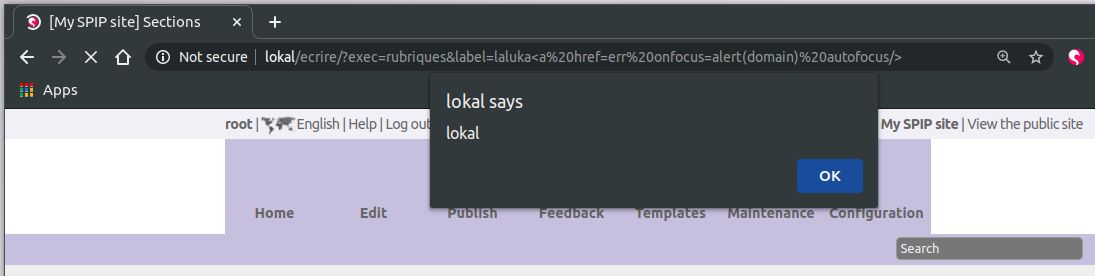 [My SPIP site] Sections
Not secure | lokal/ecrire/?exec=rubriques&label=laluka<a%20href=err%20onfocus=alert(domain)%20autofocus/>
Apps
lokal says
lokal
OK
root | English | Help | Log out
My SPIP site | View the public site
Home Edit Publish Feedback Templates Maintenance Configuration
Search